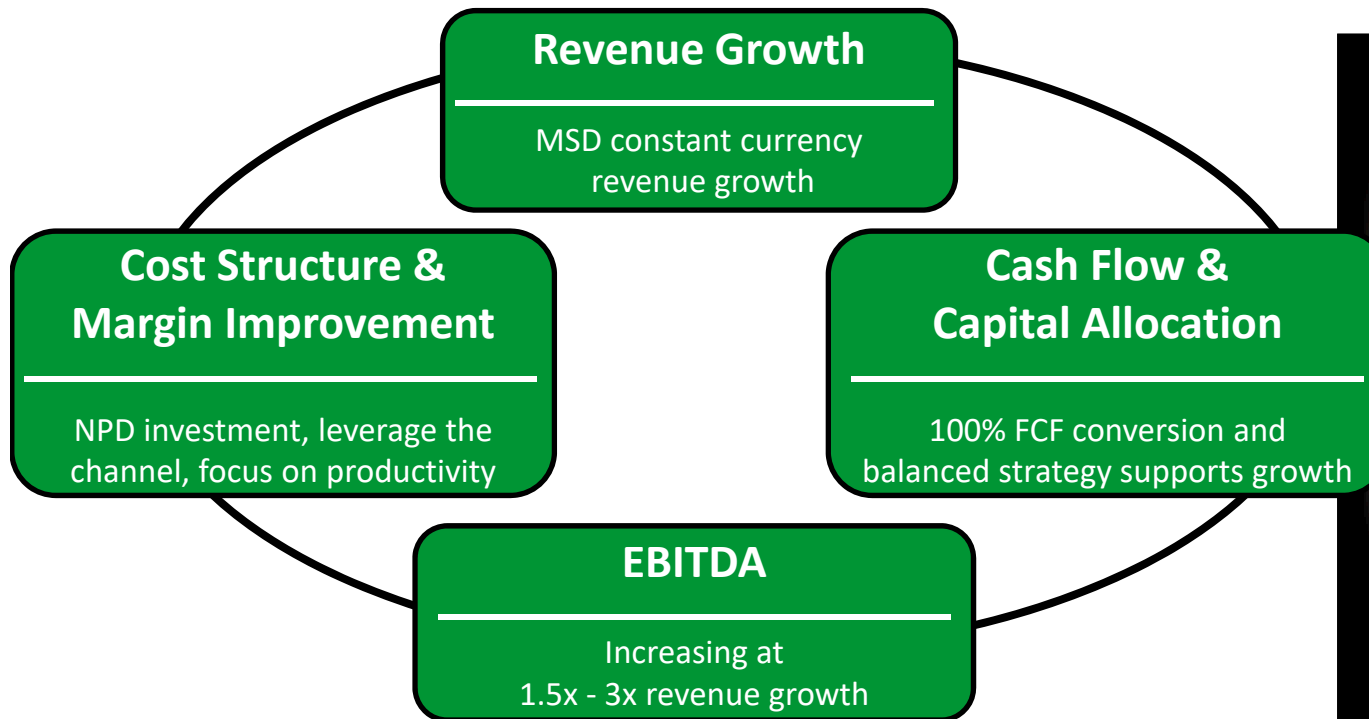 Revenue Growth
MSD constant currency
revenue growth
Cost Structure &
Margin Improvement
NPD investment, leverage the
channel, focus on productivity
Cash Flow &
Capital Allocation
100% FCF conversion and
balanced strategy supports growth
EBITDA
Increasing at
1.5x - 3x revenue growth